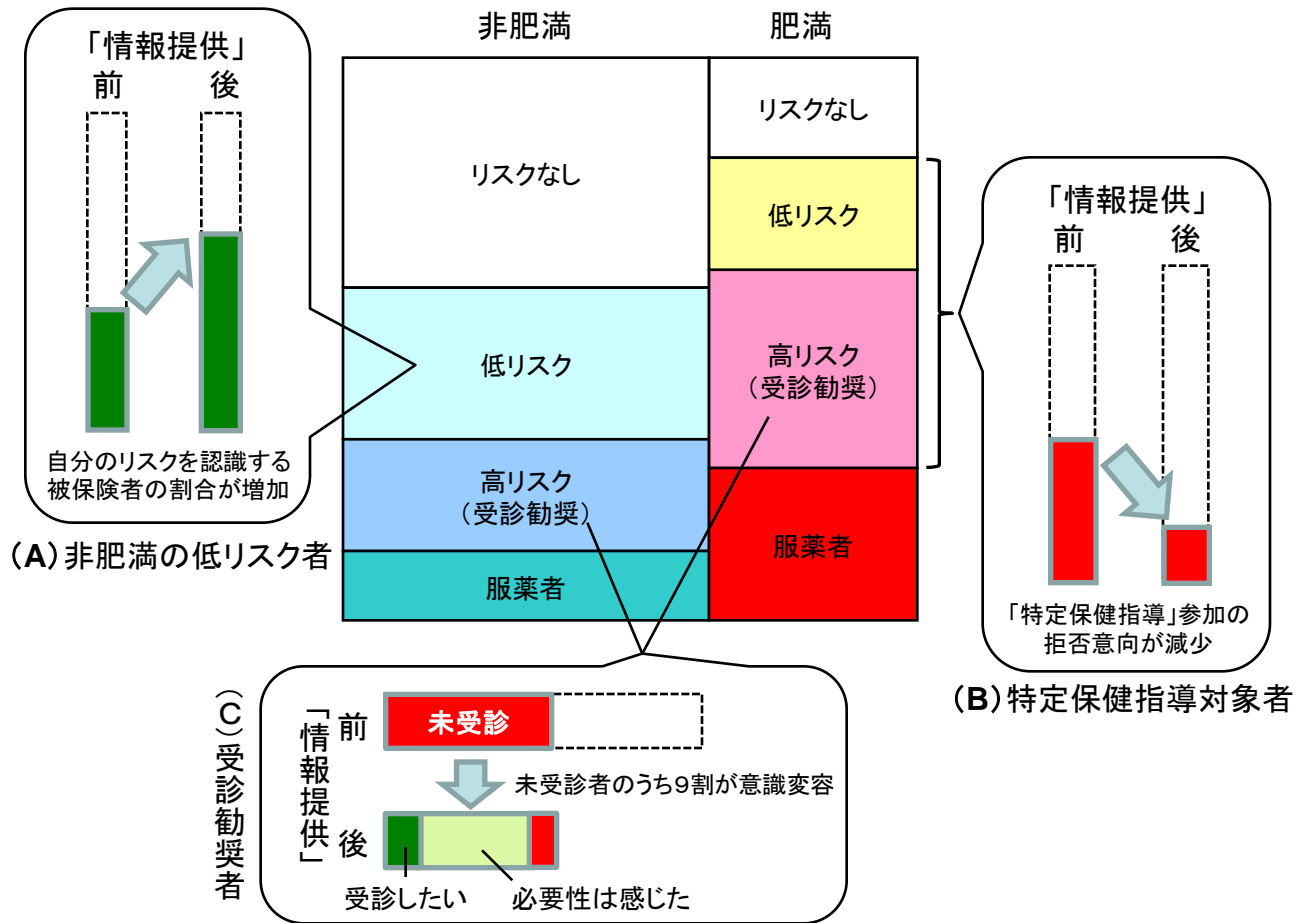 「情報提供」
前 後
自分のリスクを認識する
被保険者の割合が増加
(A)非肥満の低リスク者
非肥満
肥満
リスクなし
低リスク
高リスク
(受診勧奨)
服薬者
リスクなし
低リスク
高リスク
(受診勧奨)
服薬者
「情報提供」
前 後
「特定保健指導」参加の
拒否意向が減少
(B)特定保健指導対象者
(C)受診勧奨者
「情報提供」
前
未受診
未受診者のうち9割が意識変容
後
受診したい
必要性は感じた